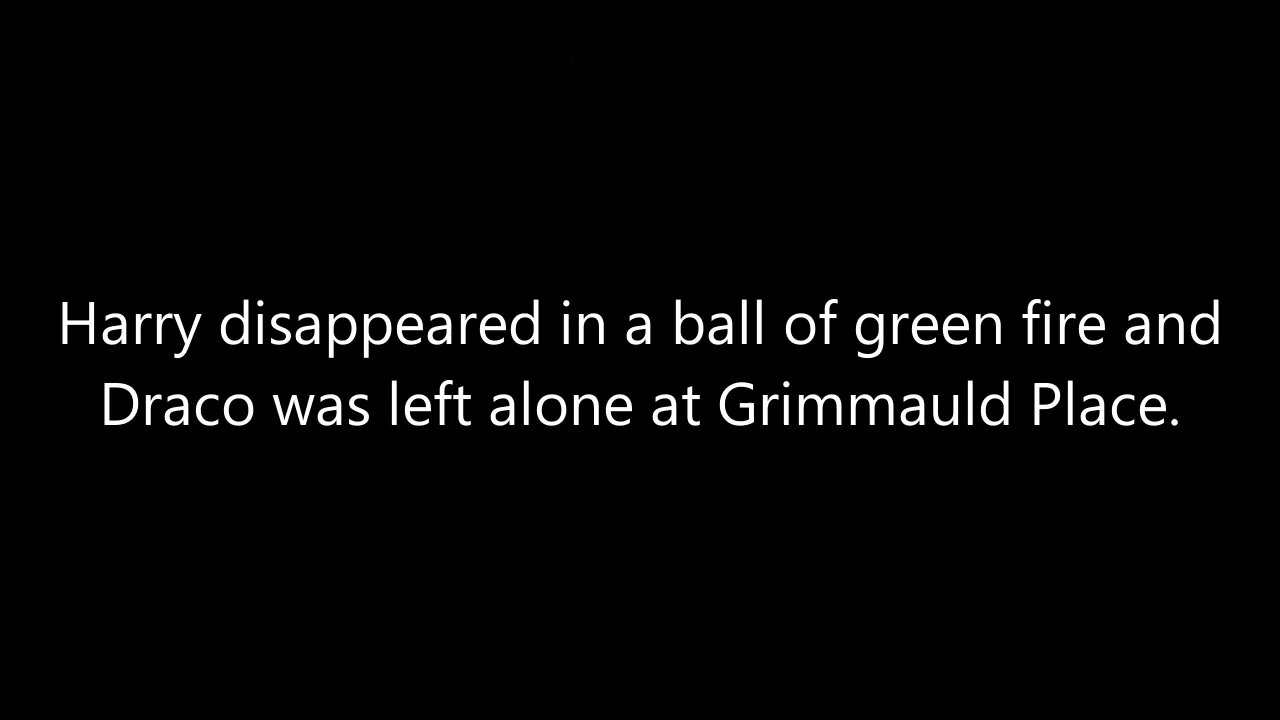 Harry disappeared in a ball of green fire and
Draco was left alone at Grimmauld Place.